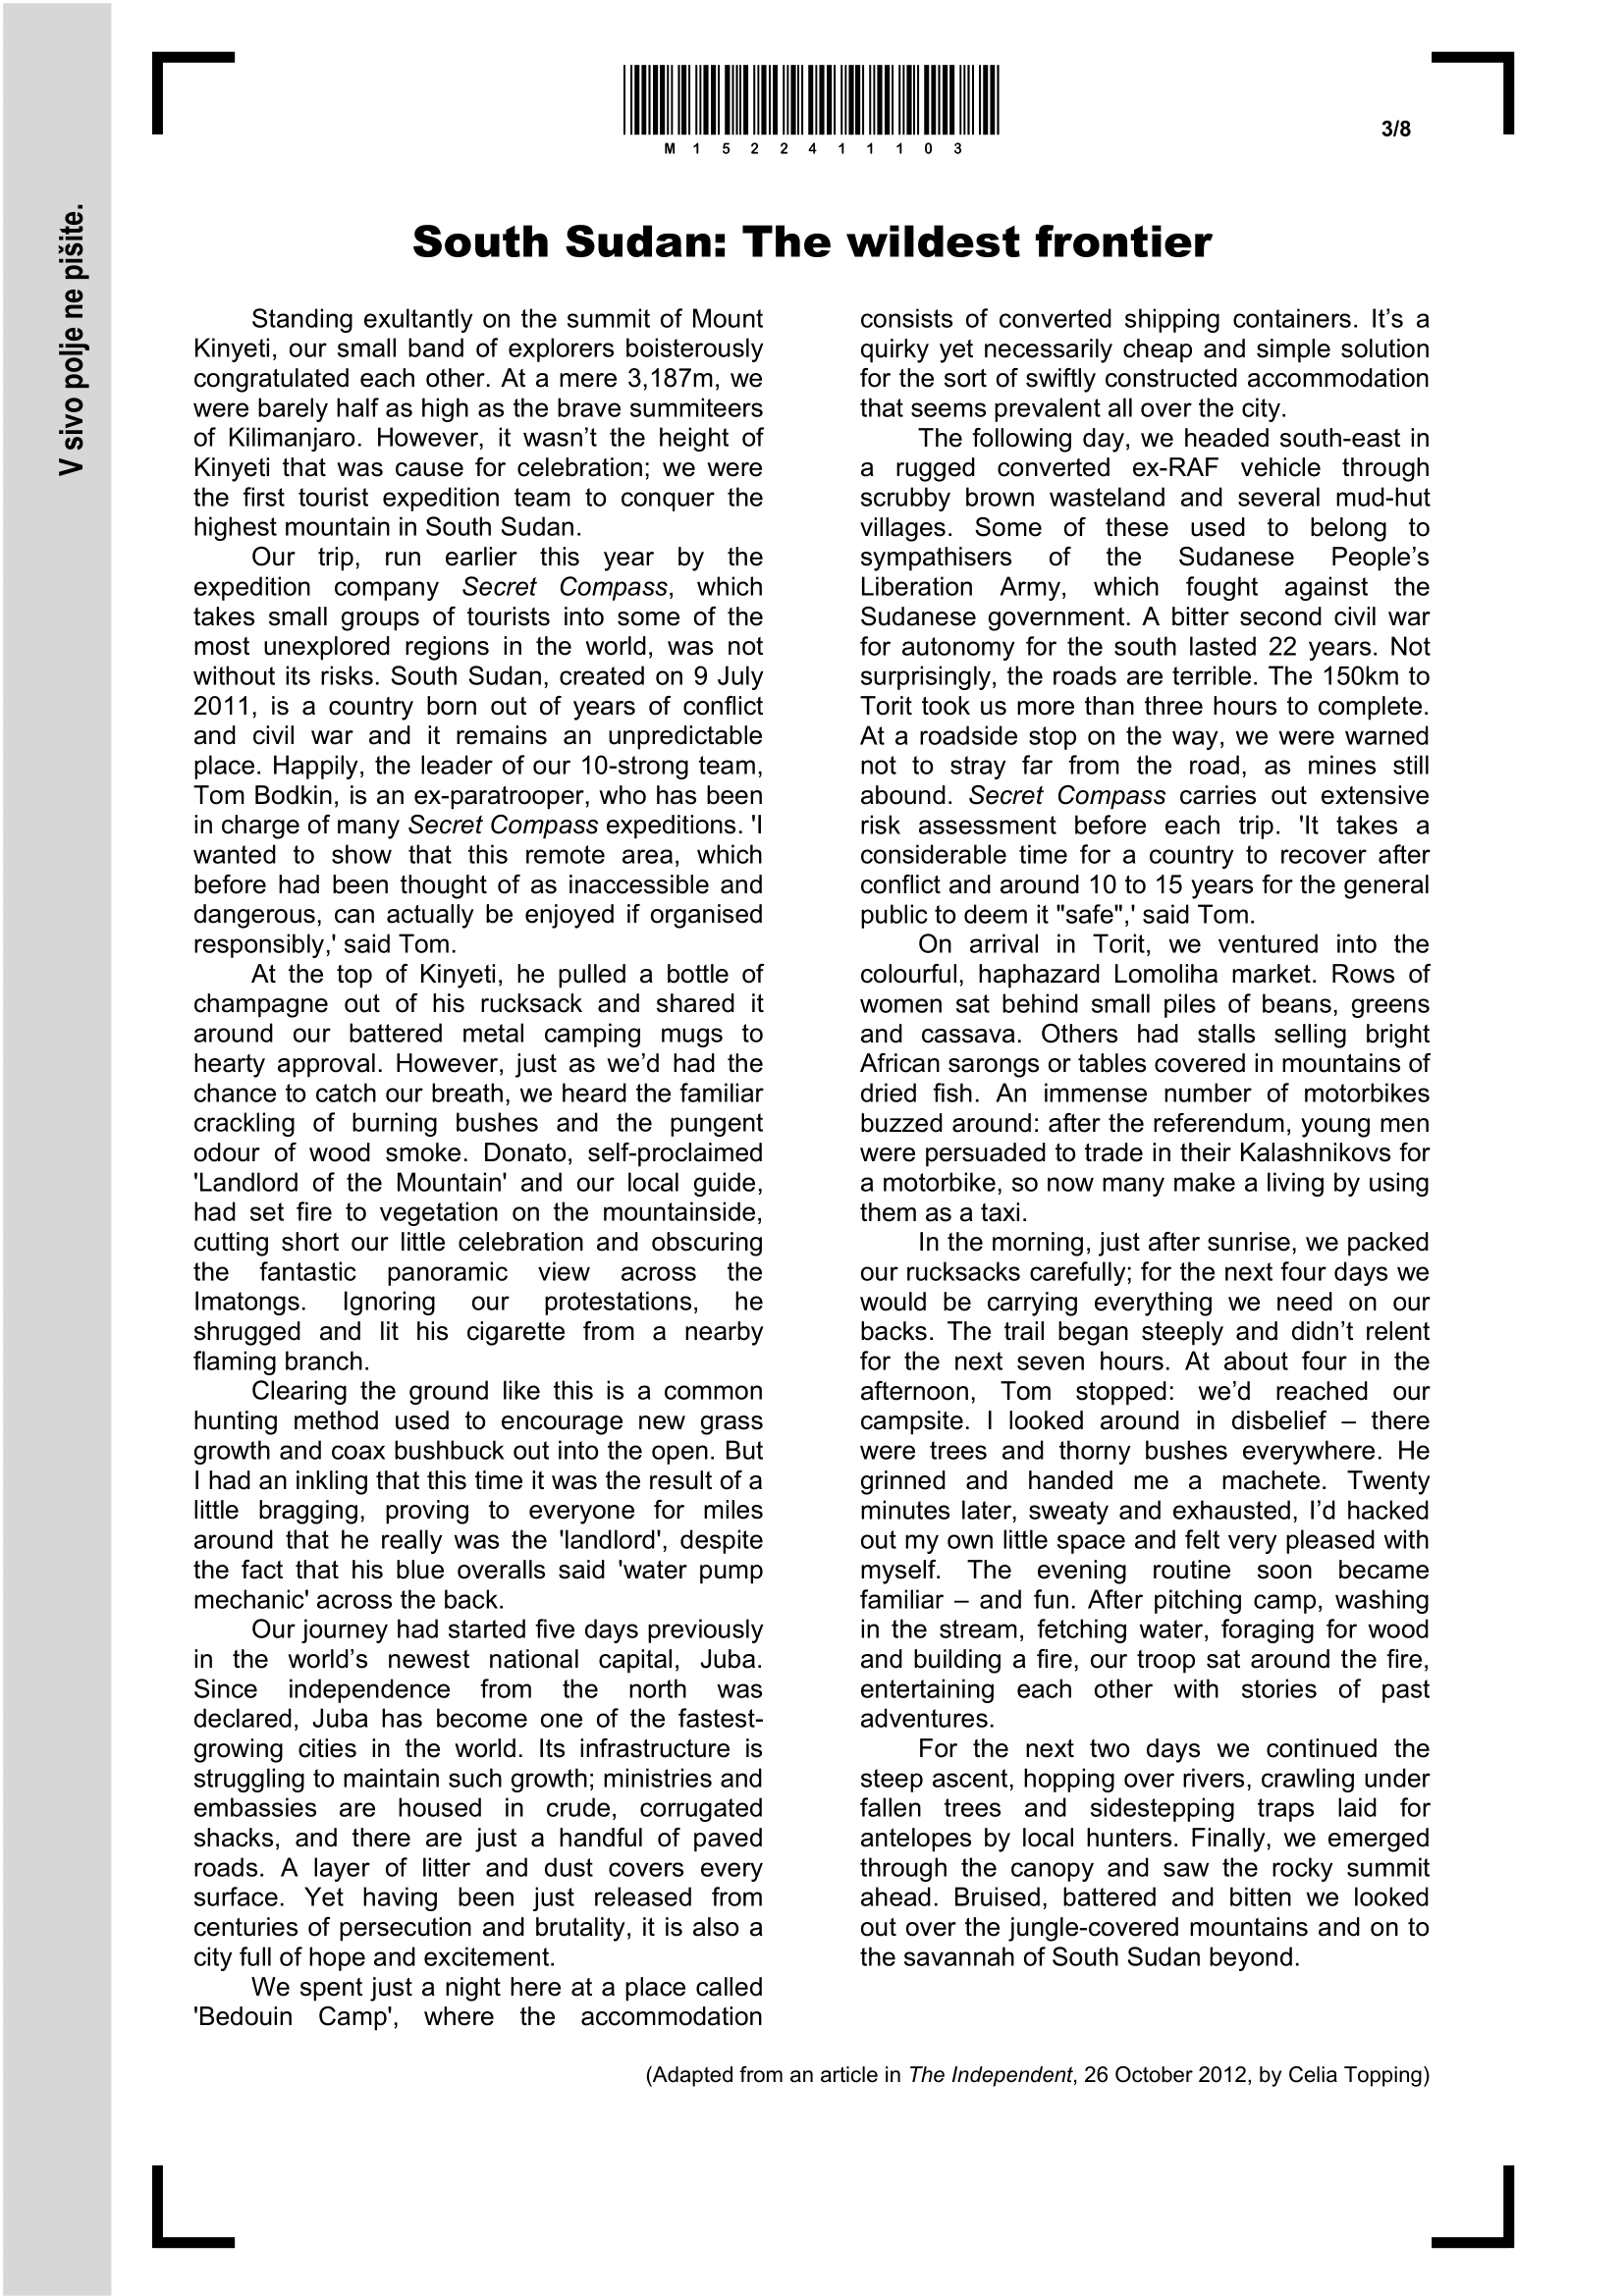 M 1 5 2 2 4 1 1 1 0 3
3/8
V sivo polje ne pišite.
South Sudan: The wildest frontier
Standing exultantly on the summit of Mount
Kinyeti, our small band of explorers boisterously
congratulated each other. At a mere 3,187m, we
were barely half as high as the brave summiteers
of Kilimanjaro. However, it wasn’t the height of
Kinyeti that was cause for celebration; we were
the first tourist expedition team to conquer the
highest mountain in South Sudan.
Our trip, run earlier this year by the
expedition company Secret Compass, which
takes small groups of tourists into some of the
most unexplored regions in the world, was not
without its risks. South Sudan, created on 9 July
2011, is a country born out of years of conflict
and civil war and it remains an unpredictable
place. Happily, the leader of our 10-strong team,
Tom Bodkin, is an ex-paratrooper, who has been
in charge of many Secret Compass expeditions. 'I
wanted to show that this remote area, which
before had been thought of as inaccessible and
dangerous, can actually be enjoyed if organised
responsibly,' said Tom.
At the top of Kinyeti, he pulled a bottle of
champagne out of his rucksack and shared it
around our battered metal camping mugs to
hearty approval. However, just as we’d had the
chance to catch our breath, we heard the familiar
crackling of burning bushes and the pungent
odour of wood smoke. Donato, self-proclaimed
'Landlord of the Mountain' and our local guide,
had set fire to vegetation on the mountainside,
cutting short our little celebration and obscuring
the fantastic panoramic view across the
Imatongs. Ignoring our protestations, he
shrugged and lit his cigarette from a nearby
flaming branch.
Clearing the ground like this is a common
hunting method used to encourage new grass
growth and coax bushbuck out into the open. But
I had an inkling that this time it was the result of a
little bragging, proving to everyone for miles
around that he really was the 'landlord', despite
the fact that his blue overalls said 'water pump
mechanic' across the back.
Our journey had started five days previously
in the world’s newest national capital, Juba.
Since independence from the north was
declared, Juba has become one of the fastest-
growing cities in the world. Its infrastructure is
struggling to maintain such growth; ministries and
embassies are housed in crude, corrugated
shacks, and there are just a handful of paved
roads. A layer of litter and dust covers every
surface. Yet having been just released from
centuries of persecution and brutality, it is also a
city full of hope and excitement.
We spent just a night here at a place called
'Bedouin Camp', where the accommodation
consists of converted shipping containers. It’s a
quirky yet necessarily cheap and simple solution
for the sort of swiftly constructed accommodation
that seems prevalent all over the city.
The following day, we headed south-east in
a rugged converted ex-RAF vehicle through
scrubby brown wasteland and several mud-hut
villages. Some of these used to belong to
sympathisers of the Sudanese People’s
Liberation Army, which fought against the
Sudanese government. A bitter second civil war
for autonomy for the south lasted 22 years. Not
surprisingly, the roads are terrible. The 150km to
Torit took us more than three hours to complete.
At a roadside stop on the way, we were warned
not to stray far from the road, as mines still
abound. Secret Compass carries out extensive
risk assessment before each trip. 'It takes a
considerable time for a country to recover after
conflict and around 10 to 15 years for the general
public to deem it "safe",' said Tom.
On arrival in Torit, we ventured into the
colourful, haphazard Lomoliha market. Rows of
women sat behind small piles of beans, greens
and cassava. Others had stalls selling bright
African sarongs or tables covered in mountains of
dried fish. An immense number of motorbikes
buzzed around: after the referendum, young men
were persuaded to trade in their Kalashnikovs for
a motorbike, so now many make a living by using
them as a taxi.
In the morning, just after sunrise, we packed
our rucksacks carefully; for the next four days we
would be carrying everything we need on our
backs. The trail began steeply and didn’t relent
for the next seven hours. At about four in the
afternoon, Tom stopped: we’d reached our
campsite. I looked around in disbelief – there
were trees and thorny bushes everywhere. He
grinned and handed me a machete. Twenty
minutes later, sweaty and exhausted, I’d hacked
out my own little space and felt very pleased with
myself. The evening routine soon became
familiar – and fun. After pitching camp, washing
in the stream, fetching water, foraging for wood
and building a fire, our troop sat around the fire,
entertaining each other with stories of past
adventures.
For the next two days we continued the
steep ascent, hopping over rivers, crawling under
fallen trees and sidestepping traps laid for
antelopes by local hunters. Finally, we emerged
through the canopy and saw the rocky summit
ahead. Bruised, battered and bitten we looked
out over the jungle-covered mountains and on to
the savannah of South Sudan beyond.
(Adapted from an article in The Independent, 26 October 2012, by Celia Topping)